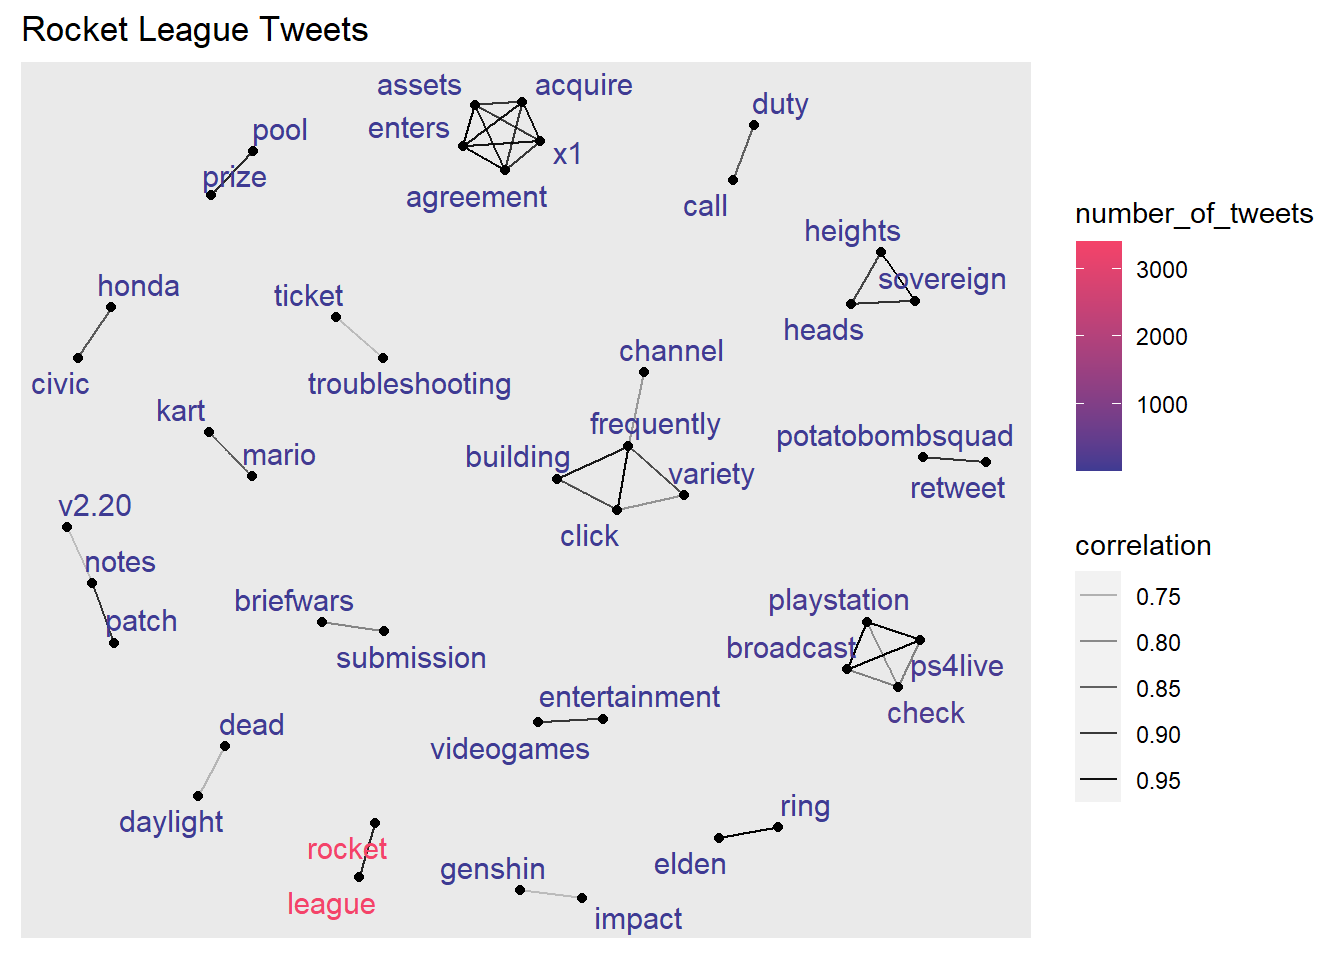 Rocket League Tweets
assets
acquire
duty
enters
pool
x1
prize
agreement
call
heights
sovereign
honda
ticket
heads
channel
civic
troubleshooting
kart
frequently
potatobombsquad
mario
building
variety
retweet
v2.20
click
notes
briefwars
playstation
patch
broadcast
submission
ps4live
entertainment
check
dead
videogames
daylight
ring
rocket
elden
genshin
league
impact
number_of_tweets
3000
2000
1000
correlation
0.75
0.80
0.85
0.90
0.95